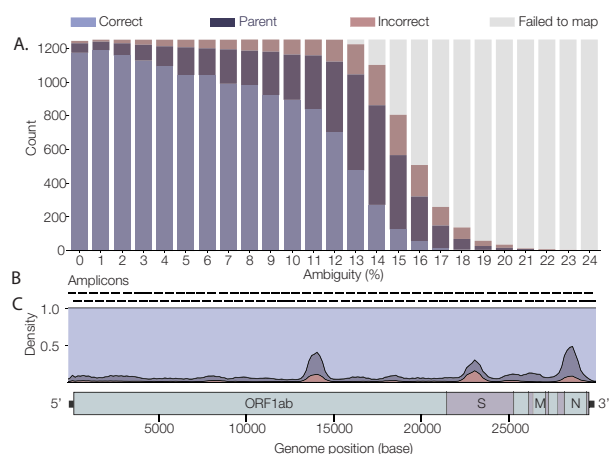 Correct Parent Incorrect Failed to map
A.
1200
1000
800
600
400
200
0
Count
0 1 2 3 4 5 6 7 8 9 10 11 12 13 14 15 16 17 18 19 20 21 22 23 24
Ambiguity (%)
B
Amplicons
C
1.0
0.5
Density
5' ORF1ab S M N 3'
5000 10000 15000 20000 25000
Genome position (base)